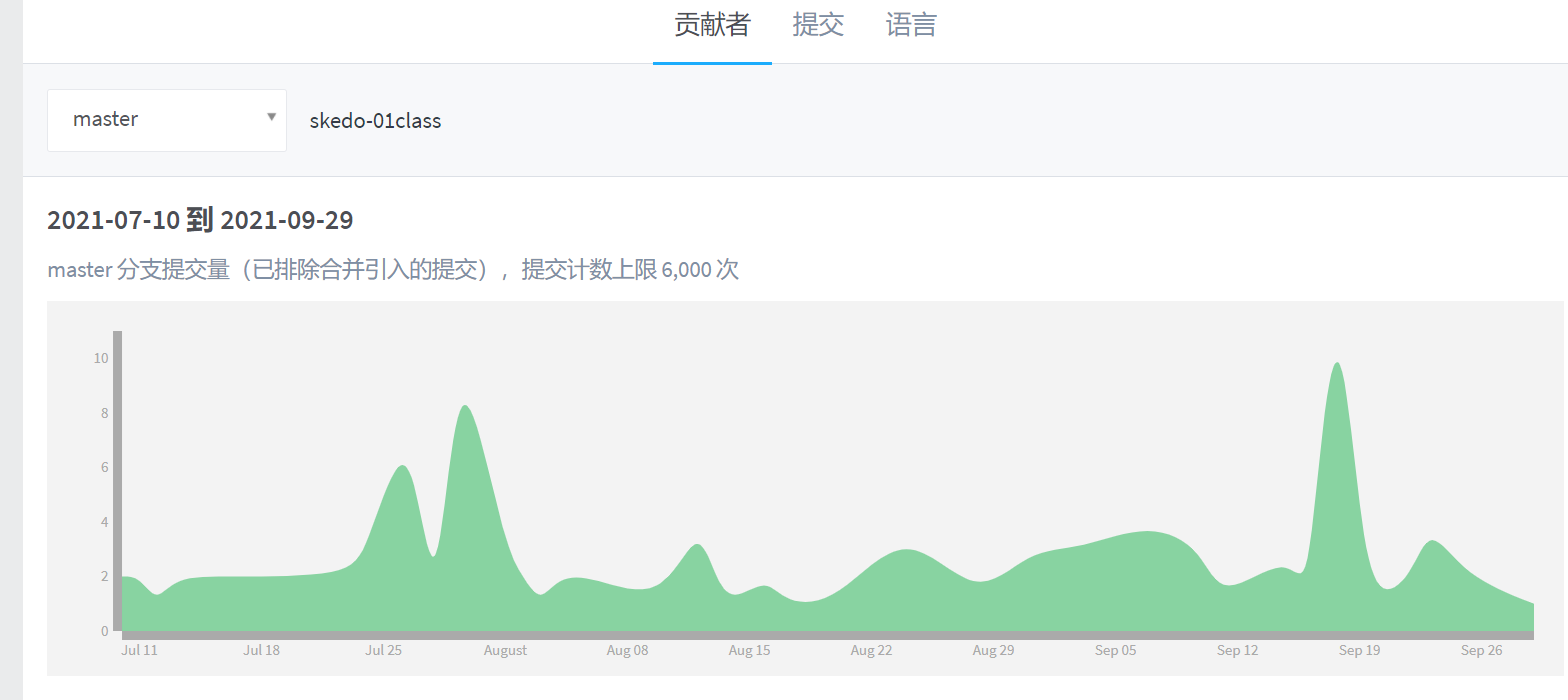 贡献者 提交 语言
master skedo-01class
2021-07-10 到 2021-09-29
master 分支提交量（已排除合并引入的提交），提交计数上限 6,000 次
10
8
6
4
2
0
Jul 11 Jul 18 Jul 25 August Aug 08 Aug 15 Aug 22 Aug 29 Sep 05 Sep 12 Sep 19 Sep 26